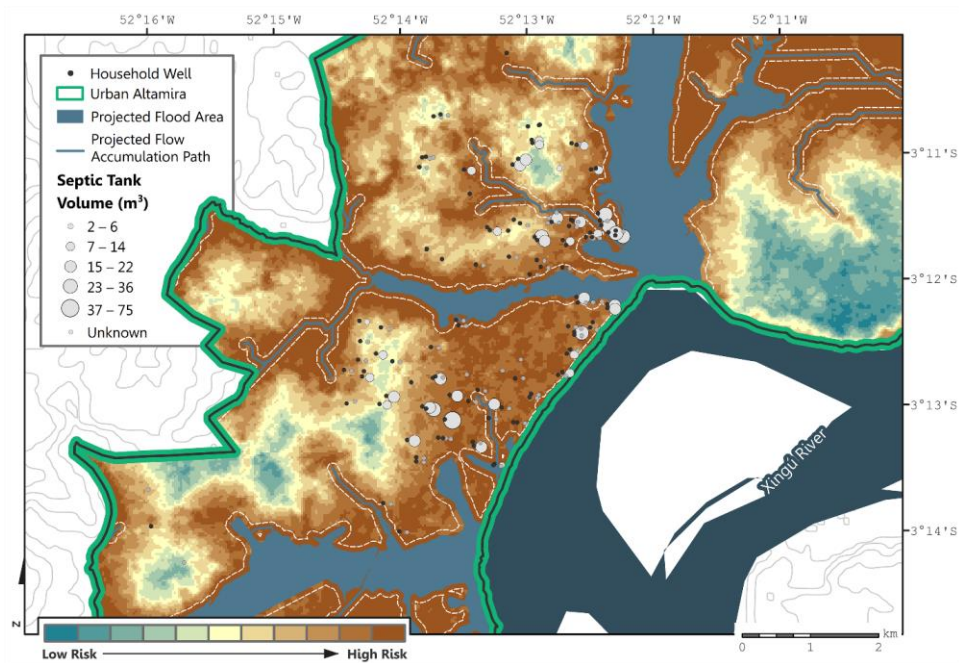 52°16'W 52°15'W 52°14'W 52°13'W 52°12'W 52°11'W
Household Well
Urban Altamira
Projected Flood Area
Projected Flow
Accumulation Path
Septic Tank
Volume (m³)
2 – 6
7 – 14
15 – 22
23 – 36
37 – 75
Unknown
3°11'S
3°12'S
3°13'S
3°14'S
Xingú River
N
Low Risk High Risk
km
0 1 2